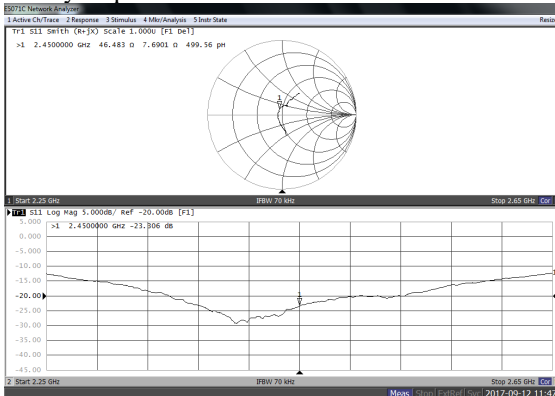 E5071C Network Analyzer
1 Active Ch/Trace 2 Response 3 Stimulus 4 Mkr/Analysis 5 Instr State
Resize
Tr1 S11 Smith (R+jX) Scale 1.000U [F1 Del]
>1 2.4500000 GHz 46.483 Ω 7.6901 Ω 499.56 pH
1
1 Start 2.25 GHz IFBW 70 kHz Stop 2.65 GHz Cor
Tr1 S11 Log Mag 5.000dB/ Ref -20.00dB [F1]
5.000
>1 2.4500000 GHz -23.306 dB
0.000
-5.000
-10.00
-15.00
-20.00
-25.00
-30.00
-35.00
-40.00
-45.00
1
1
2 Start 2.25 GHz IFBW 70 kHz Stop 2.65 GHz Cor
Meas Stop ExtRef Svc 2017-09-12 11:47